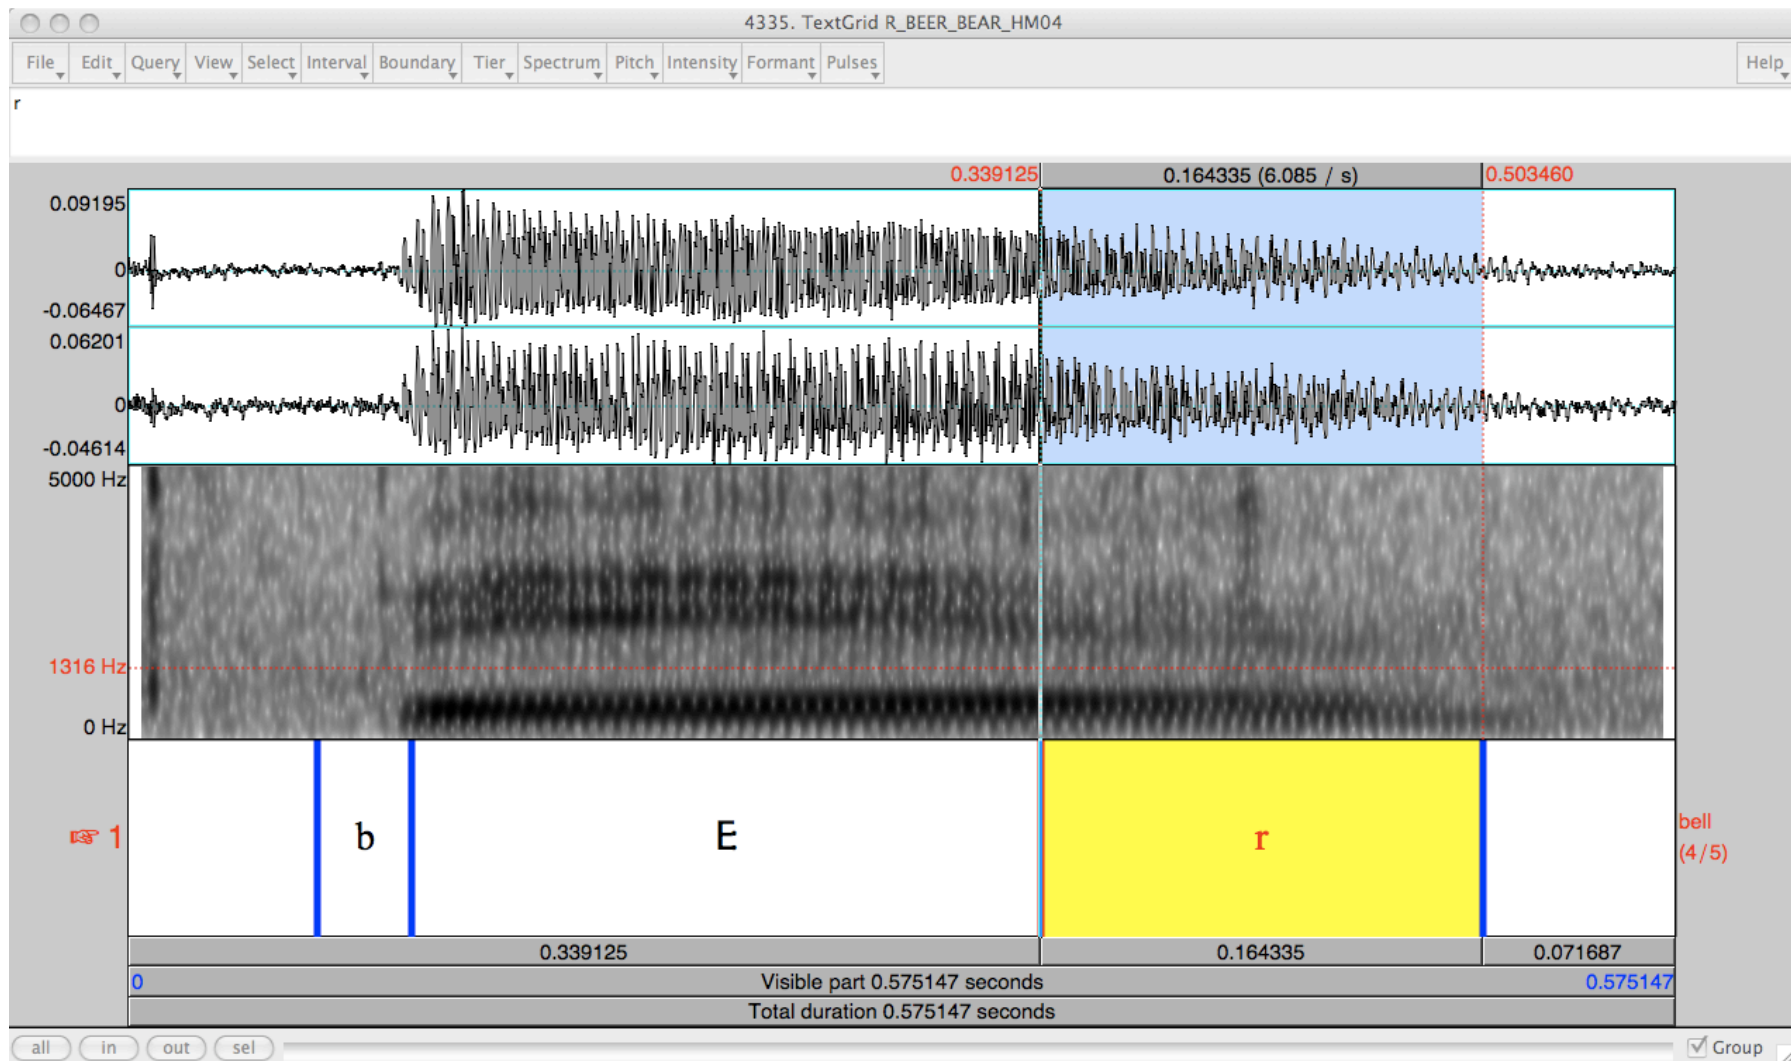 4335. TextGrid R_BEER_BEAR_HM04
File Edit Query View Select Interval Boundary Tier Spectrum Pitch Intensity Formant Pulses Help
r
0.339125 0.164335 (6.085 / s) 0.503460
0.09195
0
-0.06467
0.06201
0
-0.04614
5000 Hz
1316 Hz
0 Hz
☞ 1 b E r bell
(4/5)
0.339125 0.164335 0.071687
0 Visible part 0.575147 seconds 0.575147
Total duration 0.575147 seconds
all in out sel Group